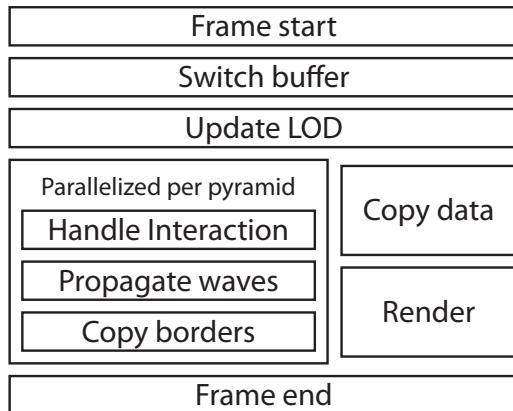 Frame start
Switch buffer
Update LOD
Parallelized per pyramid
Handle Interaction
Propagate waves
Copy borders
Copy data
Render
Frame end